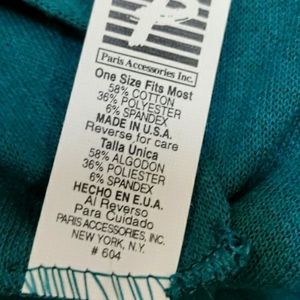 P
Paris Accessories Inc.
One Size Fits Most
58% COTTON
36% POLYESTER
6% SPANDEX
MADE IN U.S.A.
Reverse for care
Talla Unica
58% ALGODON
36% POLIESTER
6% SPANDEX
HECHO EN E.U.A.
Al Reverso
Para Cuidado
PARIS ACCESSORIES, INC.
NEW YORK, N.Y.
# 604